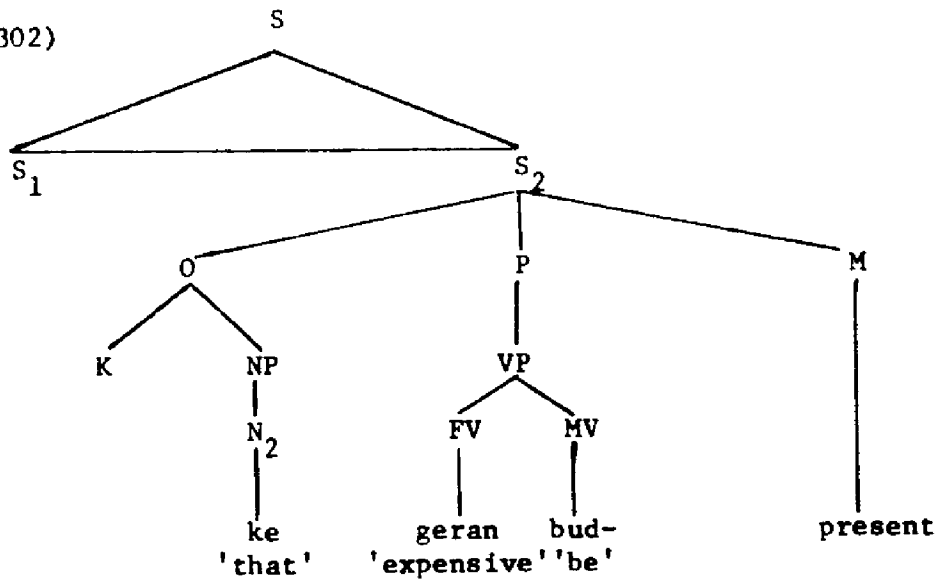 S
302)
S1 S2
O P M
K NP VP
N2 FV MV
ke geran bud- present
'that' 'expensive' 'be'